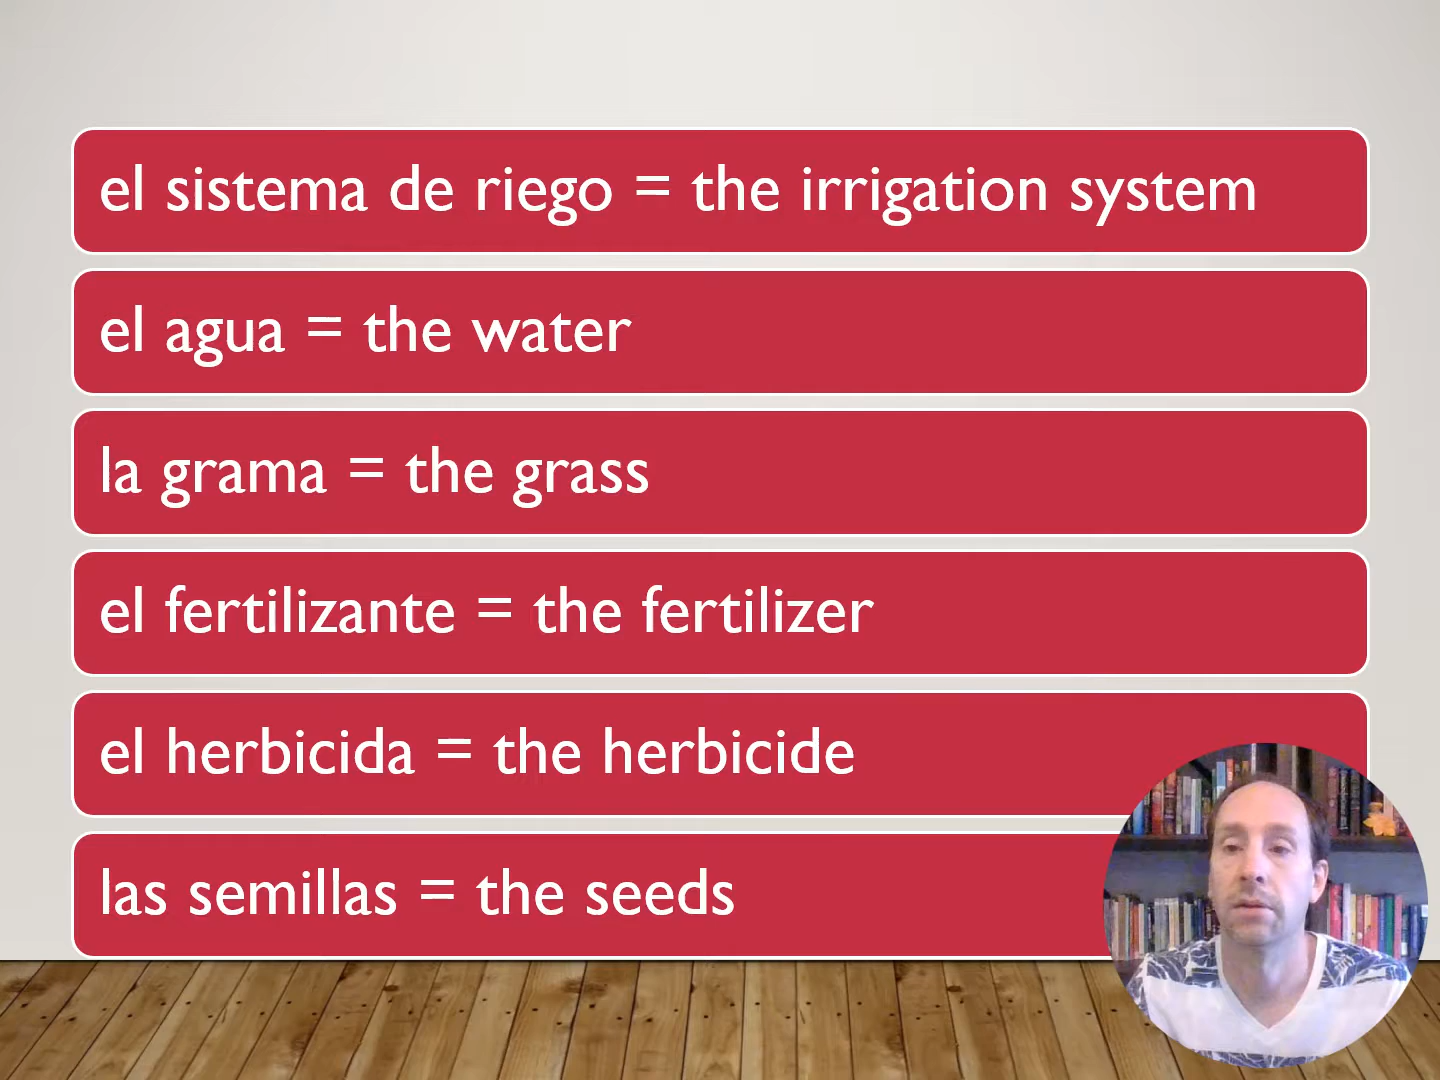 el sistema de riego = the irrigation system
el agua = the water
la grama = the grass
el fertilizante = the fertilizer
el herbicida = the herbicide
las semillas = the seeds